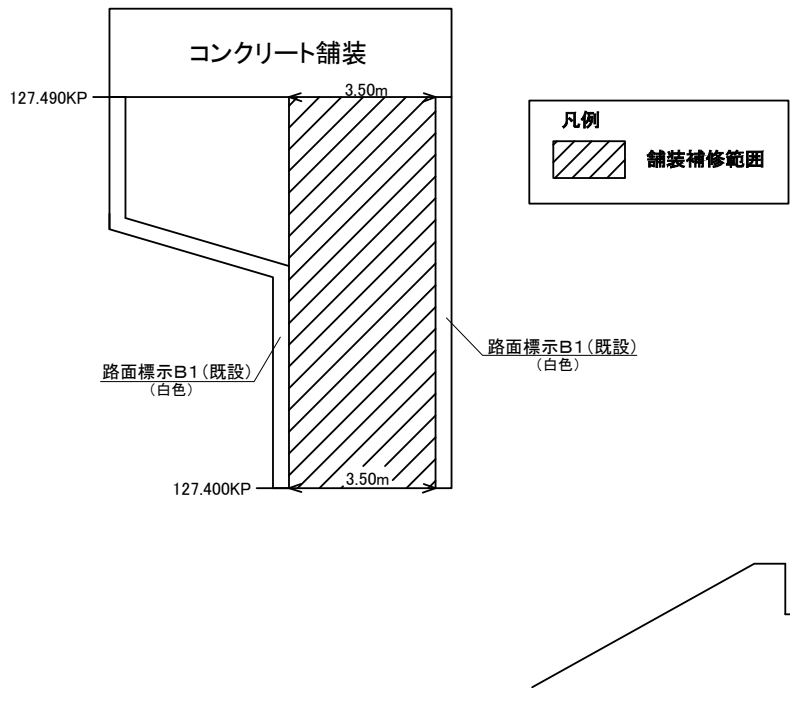 コンクリート舗装
127.490KP
3.50m
凡例
舗装補修範囲
路面標示B1(既設)
(白色)
路面標示B1(既設)
(白色)
127.400KP
3.50m